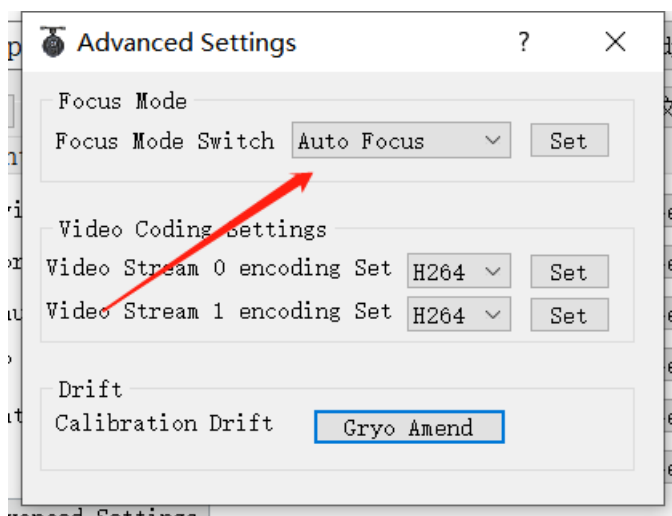 Advanced Settings ?
Focus Mode
Focus Mode Switch Auto Focus Set
Video Coding Settings
Video Stream 0 encoding Set H264 Set
Video Stream 1 encoding Set H264 Set
Drift
Calibration Drift Gryo Amend